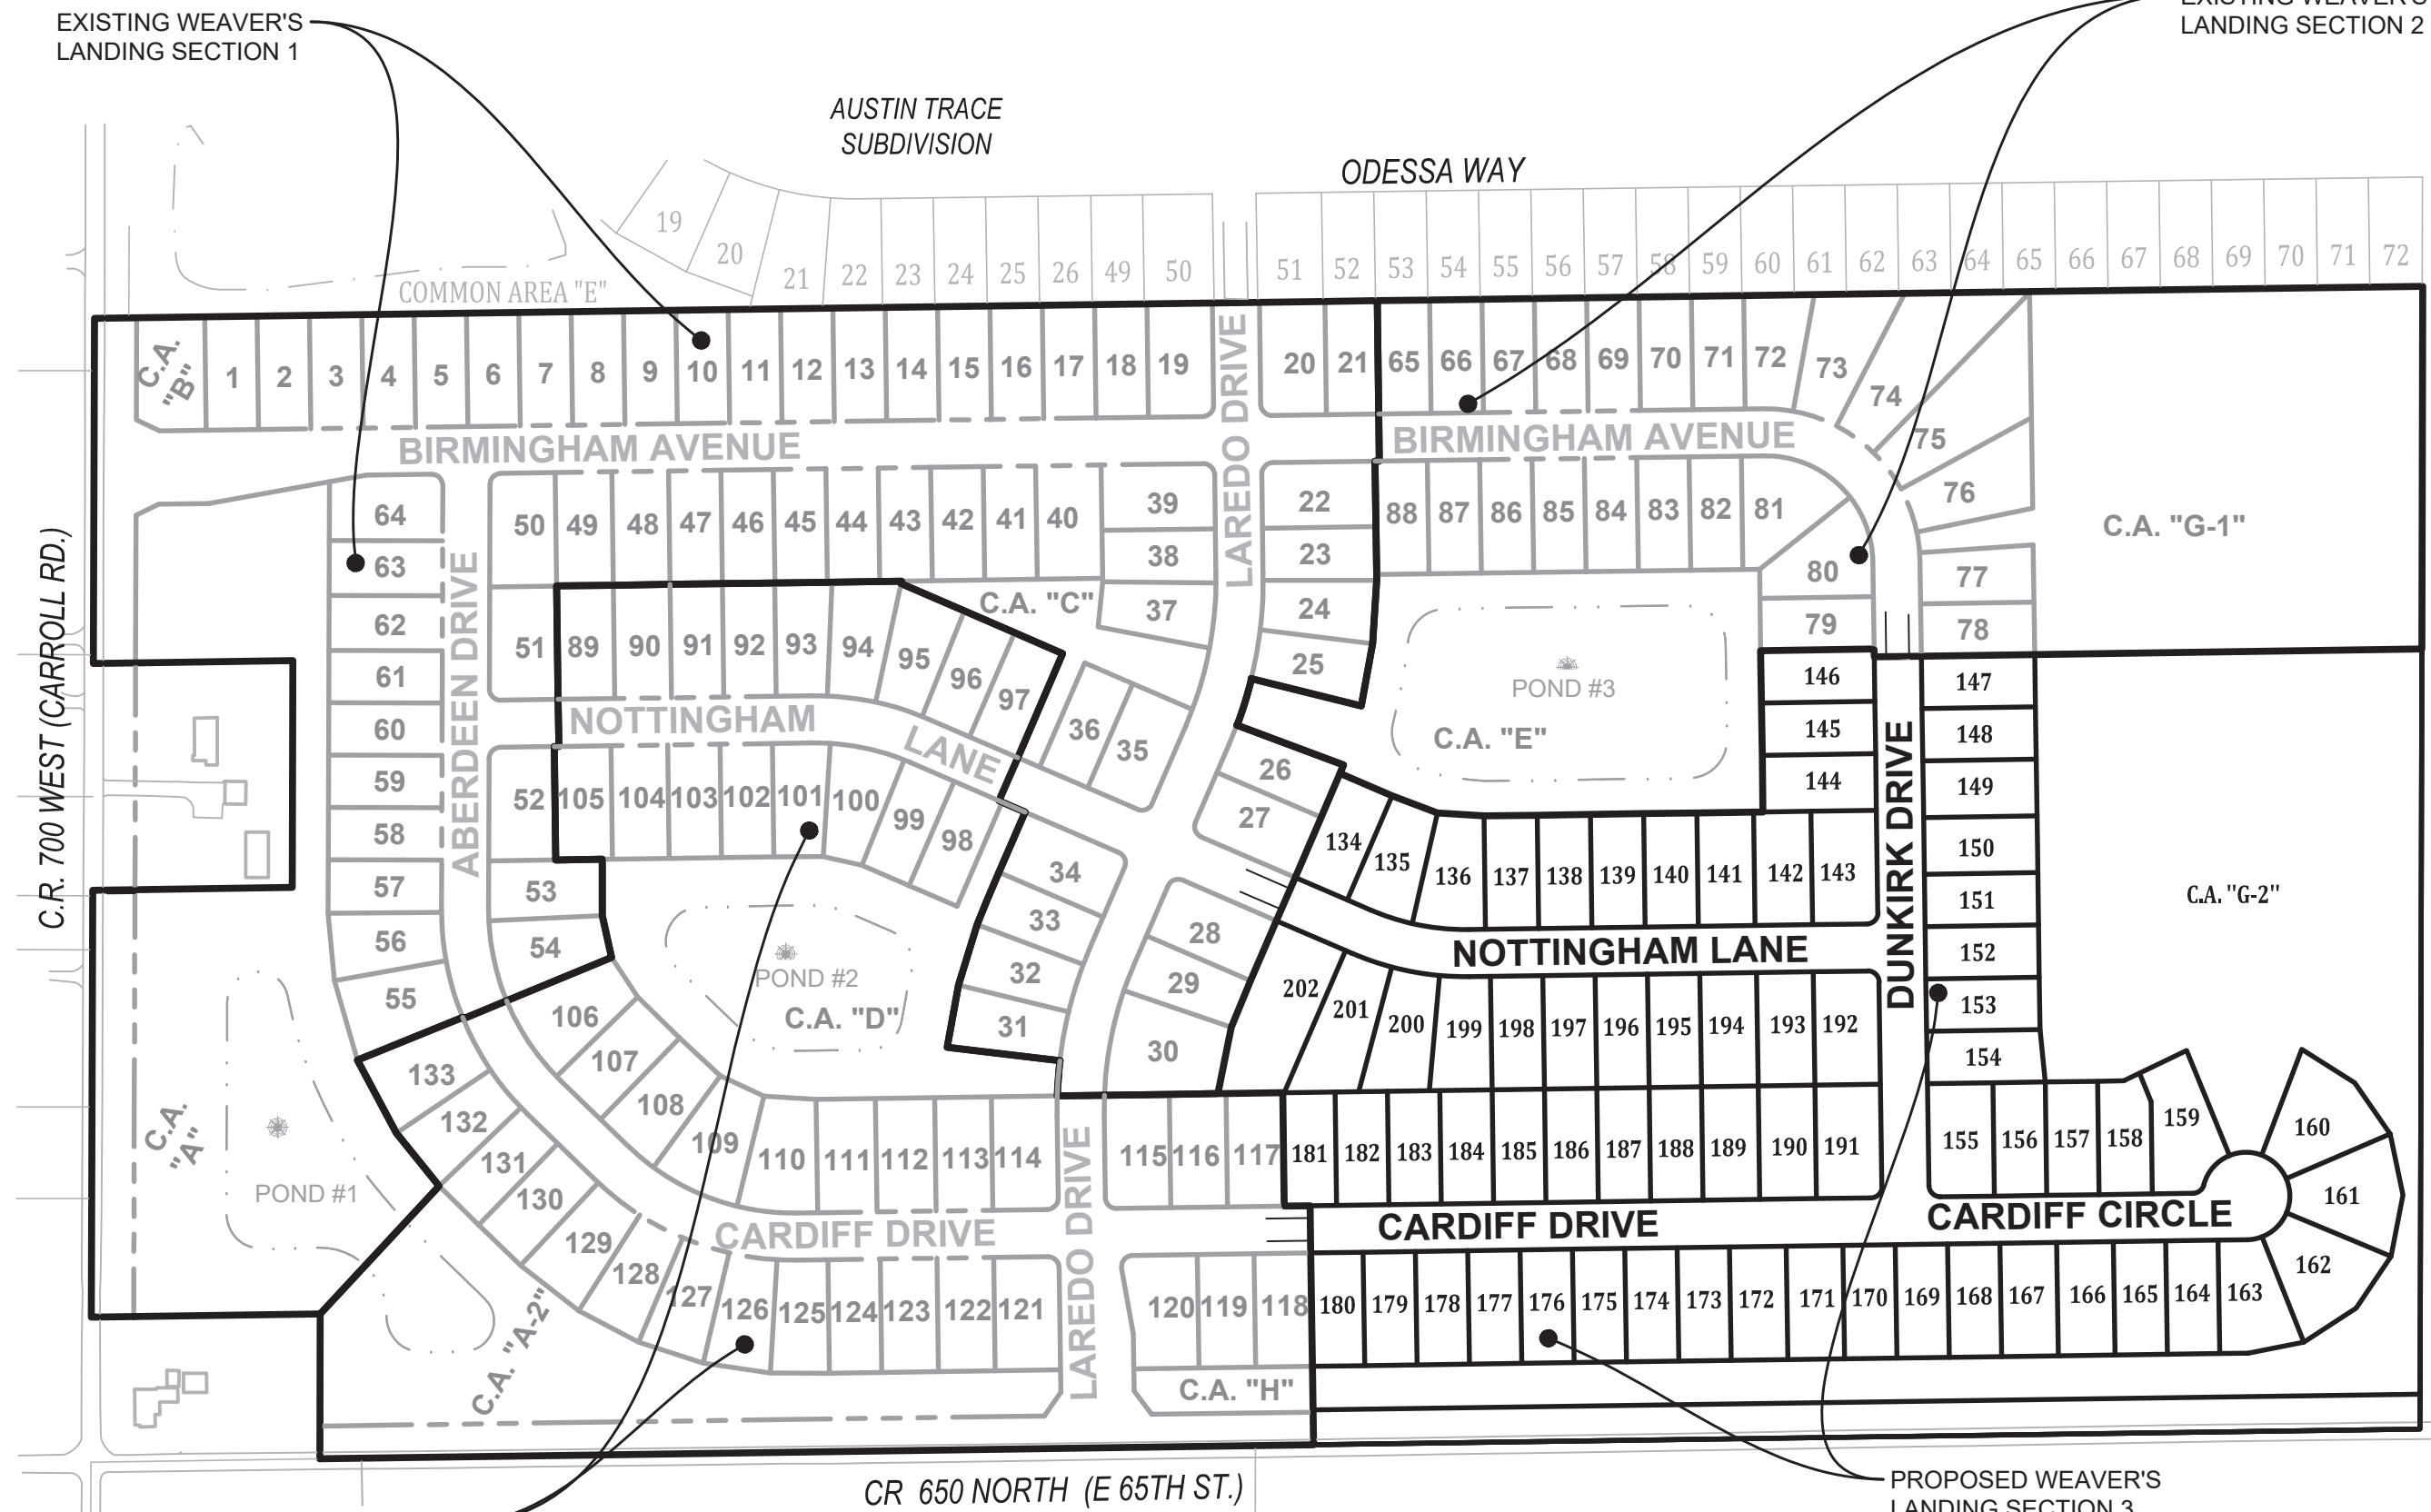 EXISTING WEAVER'S
LANDING SECTION 1
EXISTING WEAVER'S
LANDING SECTION 2
AUSTIN TRACE
SUBDIVISION
ODESSA WAY
19 20 21 22 23 24 25 26 49 50 51 52 53 54 55 56 57 58 59 60 61 62 63 64 65 66 67 68 69 70 71 72
COMMON AREA "E"
C.A.
"B"
1 2 3 4 5 6 7 8 9 10 11 12 13 14 15 16 17 18 19
LAREDO DRIVE
20 21 65 66 67 68 69 70 71 72 73 74 75 76
BIRMINGHAM AVENUE
BIRMINGHAM AVENUE
C.A. "G-1"
64
63
62
61
60
59
58
57
56
55
C.R. 700 WEST (CARROLL RD.)
ABERDEEN DRIVE
50 49 48 47 46 45 44 43 42 41 40
39
38
37
LAREDO DRIVE
22
23
24
25
88 87 86 85 84 83 82 81
80
79
77
78
C.A. "C"
51 89 90 91 92 93 94 95 96 97
36 35
NOTTINGHAM
LANE
52 105 104 103 102 101 100 99 98
POND #3
C.A. "E"
26
27
146
145
144
147
148
149
150
151
152
153
154
DUNKIRK DRIVE
C.A. "G-2"
134 135 136 137 138 139 140 141 142 143
53
54
34
33
32
31
28
29
30
NOTTINGHAM LANE
POND #2
C.A. "D"
202 201 200 199 198 197 196 195 194 193 192
C.A.
"A"
POND #1
106
107
108
109
110 111 112 113 114
133
132
131
130
129
128
127
126 125 124 123 122 121
CARDIFF DRIVE
LAREDO DRIVE
115 116 117 181 182 183 184 185 186 187 188 189 190 191
155 156 157 158 159 160 161 162
CARDIFF DRIVE
CARDIFF CIRCLE
120 119 118 180 179 178 177 176 175 174 173 172 171 170 169 168 167 166 165 164 163
C.A. "A-2"
C.A. "H"
CR 650 NORTH (E 65TH ST.)
PROPOSED WEAVER'S
LANDING SECTION 3